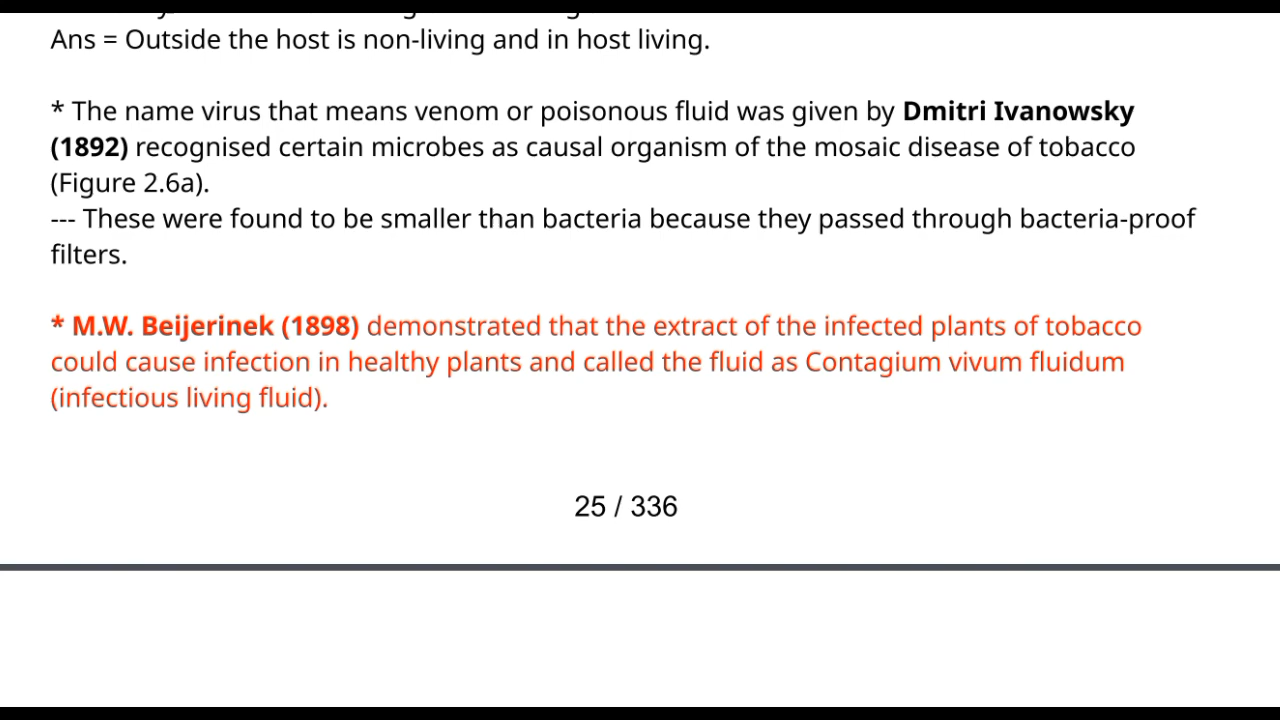 Ans = Outside the host is non-living and in host living.
* The name virus that means venom or poisonous fluid was given by Dmitri Ivanowsky
(1892) recognised certain microbes as causal organism of the mosaic disease of tobacco
(Figure 2.6a).
--- These were found to be smaller than bacteria because they passed through bacteria-proof
filters.
* M.W. Beijerinek (1898) demonstrated that the extract of the infected plants of tobacco
could cause infection in healthy plants and called the fluid as Contagium vivum fluidum
(infectious living fluid).
25 / 336